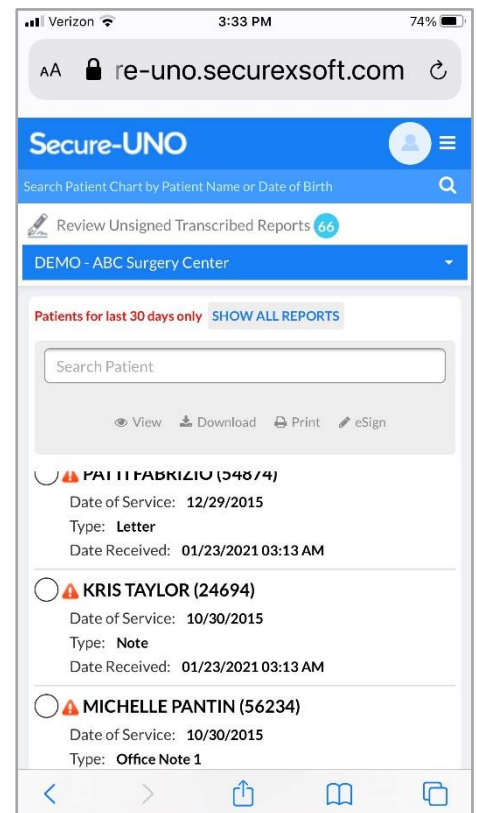 Verizon 3:33 PM 74%
AA re-uno.securexsoft.com
Secure-UNO
Search Patient Chart by Patient Name or Date of Birth
Review Unsigned Transcribed Reports 66
DEMO - ABC Surgery Center
Patients for last 30 days only SHOW ALL REPORTS
Search Patient
View Download Print eSign
PATTI FABRIZIO (54874)
Date of Service: 12/29/2015
Type: Letter
Date Received: 01/23/2021 03:13 AM
KRIS TAYLOR (24694)
Date of Service: 10/30/2015
Type: Note
Date Received: 01/23/2021 03:13 AM
MICHELLE PANTIN (56234)
Date of Service: 10/30/2015
Type: Office Note 1